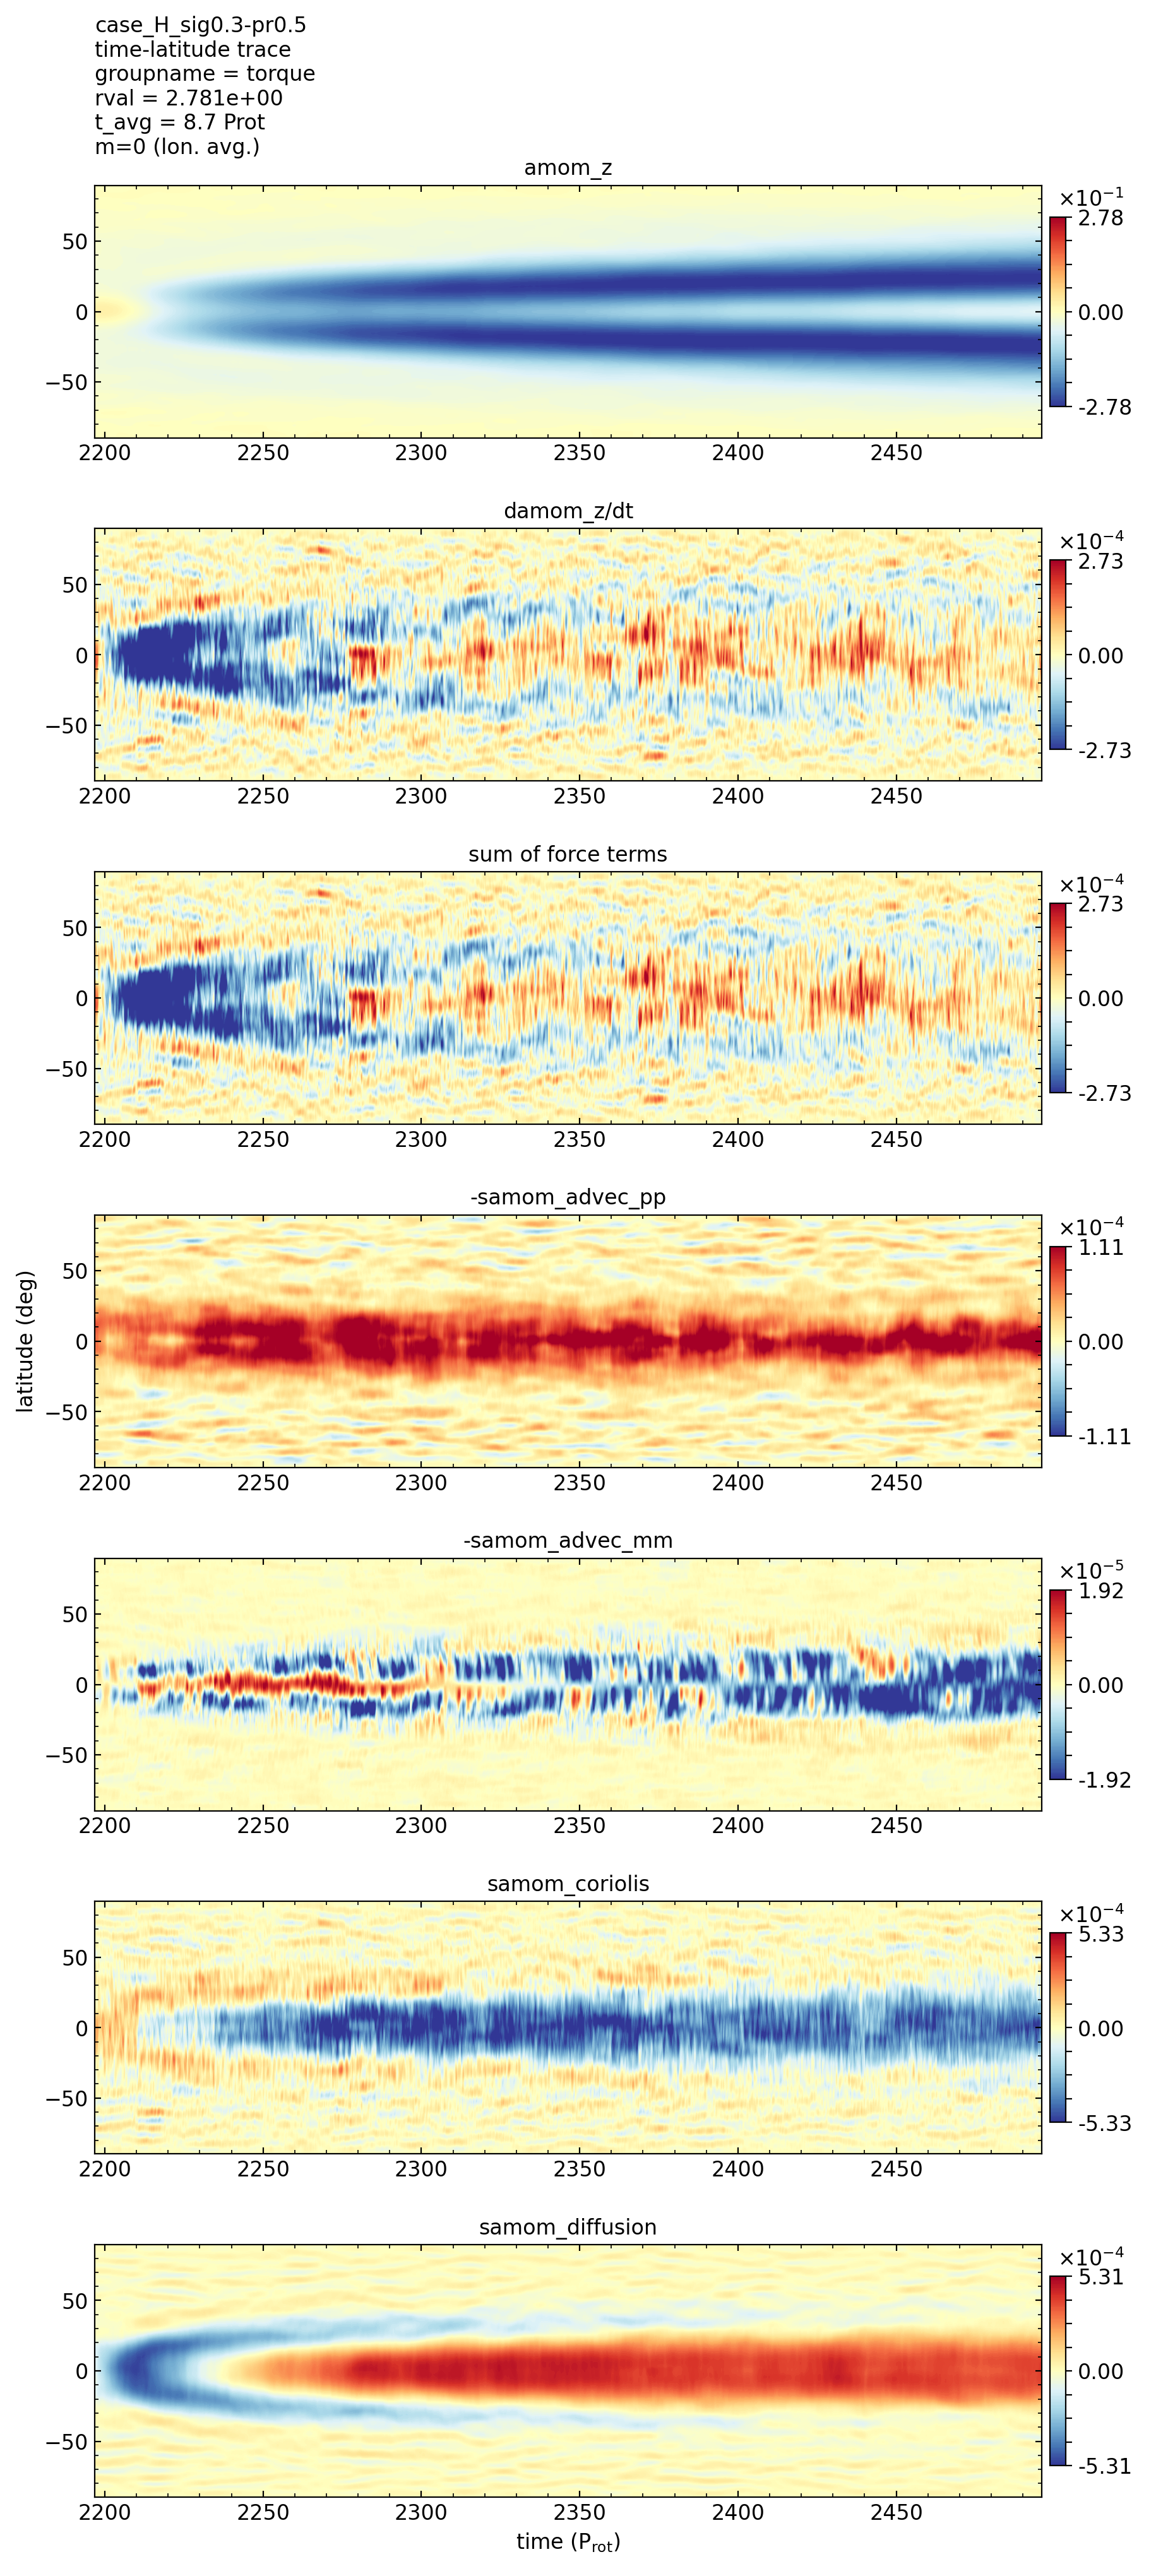 case_H_sig0.3-pr0.5
time-latitude trace
groupname = torque
rval = 2.781e+00
t_avg = 8.7 Prot
m=0 (lon. avg.)
amom_z
×10⁻¹
2.78
0.00
-2.78
50
0
−50
2200 2250 2300 2350 2400 2450
damom_z/dt
×10⁻⁴
2.73
0.00
-2.73
50
0
−50
2200 2250 2300 2350 2400 2450
sum of force terms
×10⁻⁴
2.73
0.00
-2.73
50
0
−50
2200 2250 2300 2350 2400 2450
-samom_advec_pp
×10⁻⁴
1.11
0.00
-1.11
50
0
−50
latitude (deg)
2200 2250 2300 2350 2400 2450
-samom_advec_mm
×10⁻⁵
1.92
0.00
-1.92
50
0
−50
2200 2250 2300 2350 2400 2450
samom_coriolis
×10⁻⁴
5.33
0.00
-5.33
50
0
−50
2200 2250 2300 2350 2400 2450
samom_diffusion
×10⁻⁴
5.31
0.00
-5.31
50
0
−50
2200 2250 2300 2350 2400 2450
time (P_rot)